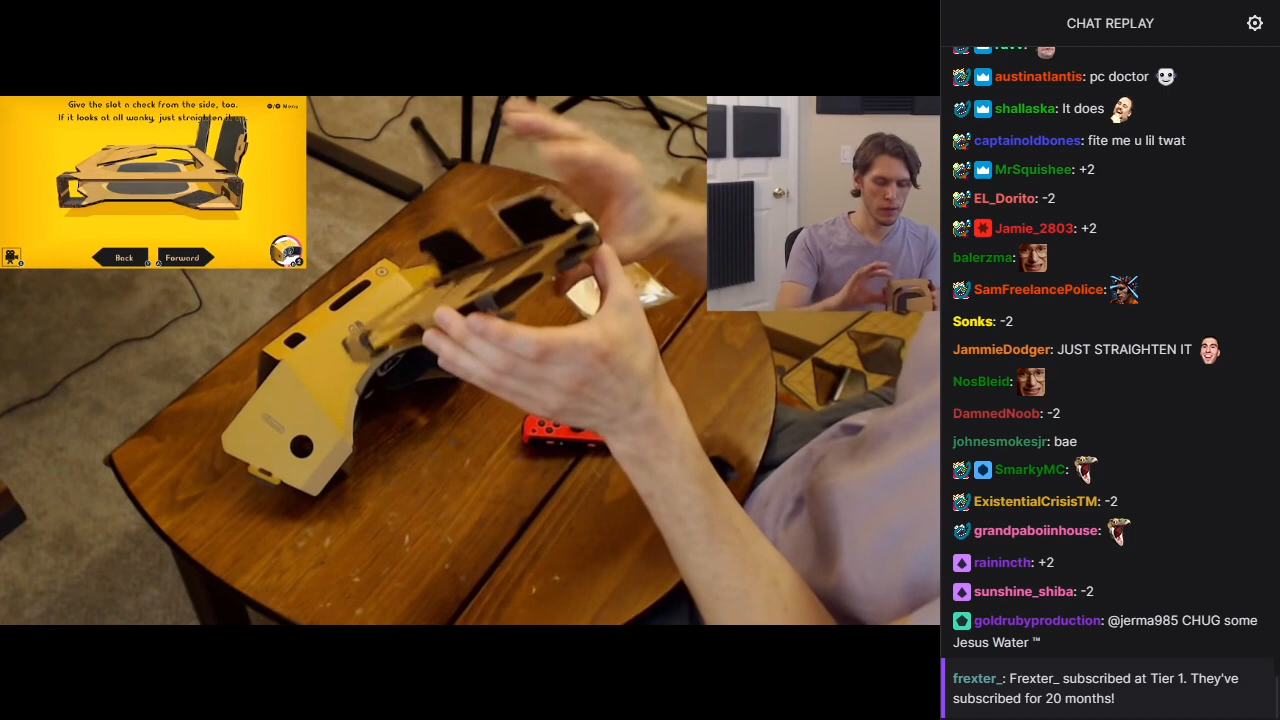 Give the slot a check from the side, too.
If it looks at all wonky, just straighten it
Menu
Back
Forward
CHAT REPLAY
austinatlantis: pc doctor
shallaska: It does
captainoldbones: fite me u lil twat
MrSquishee: +2
EL_Dorito: -2
Jamie_2803: +2
balerzma:
SamFreelancePolice:
Sonks: -2
JammieDodger: JUST STRAIGHTEN IT
NosBleid:
DamnedNoob: -2
johnesmokesjr: bae
SmarkyMC:
ExistentialCrisisTM: -2
grandpaboiinhouse:
rainincth: +2
sunshine_shiba: -2
goldrubyproduction: @jerma985 CHUG some
Jesus Water ™
frexter_: Frexter_ subscribed at Tier 1. They've
subscribed for 20 months!